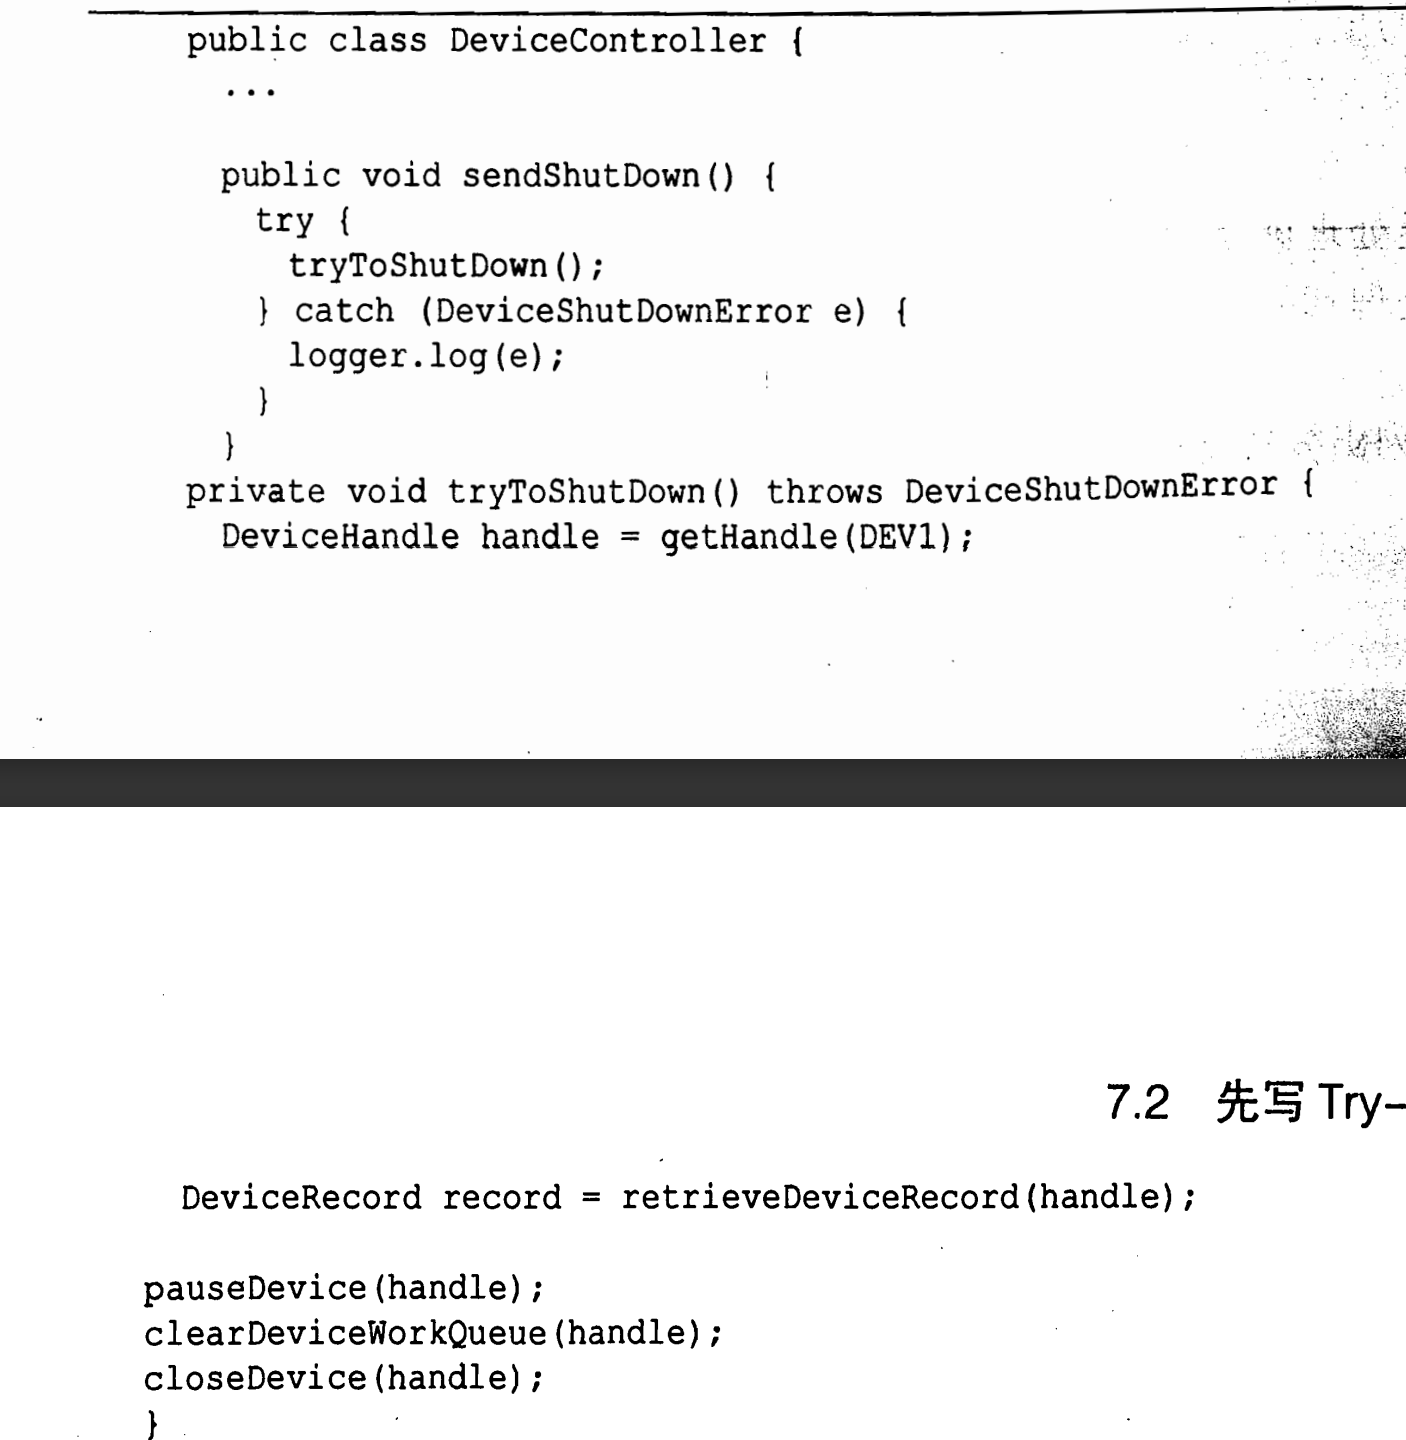 public class DeviceController {
...
public void sendShutDown() {
try {
tryToShutDown();
} catch (DeviceShutDownError e) {
logger.log(e);
}
}
private void tryToShutDown() throws DeviceShutDownError {
DeviceHandle handle = getHandle(DEV1);
7.2 先写 Try-
DeviceRecord record = retrieveDeviceRecord(handle);
pauseDevice(handle);
clearDeviceWorkQueue(handle);
closeDevice(handle);
}